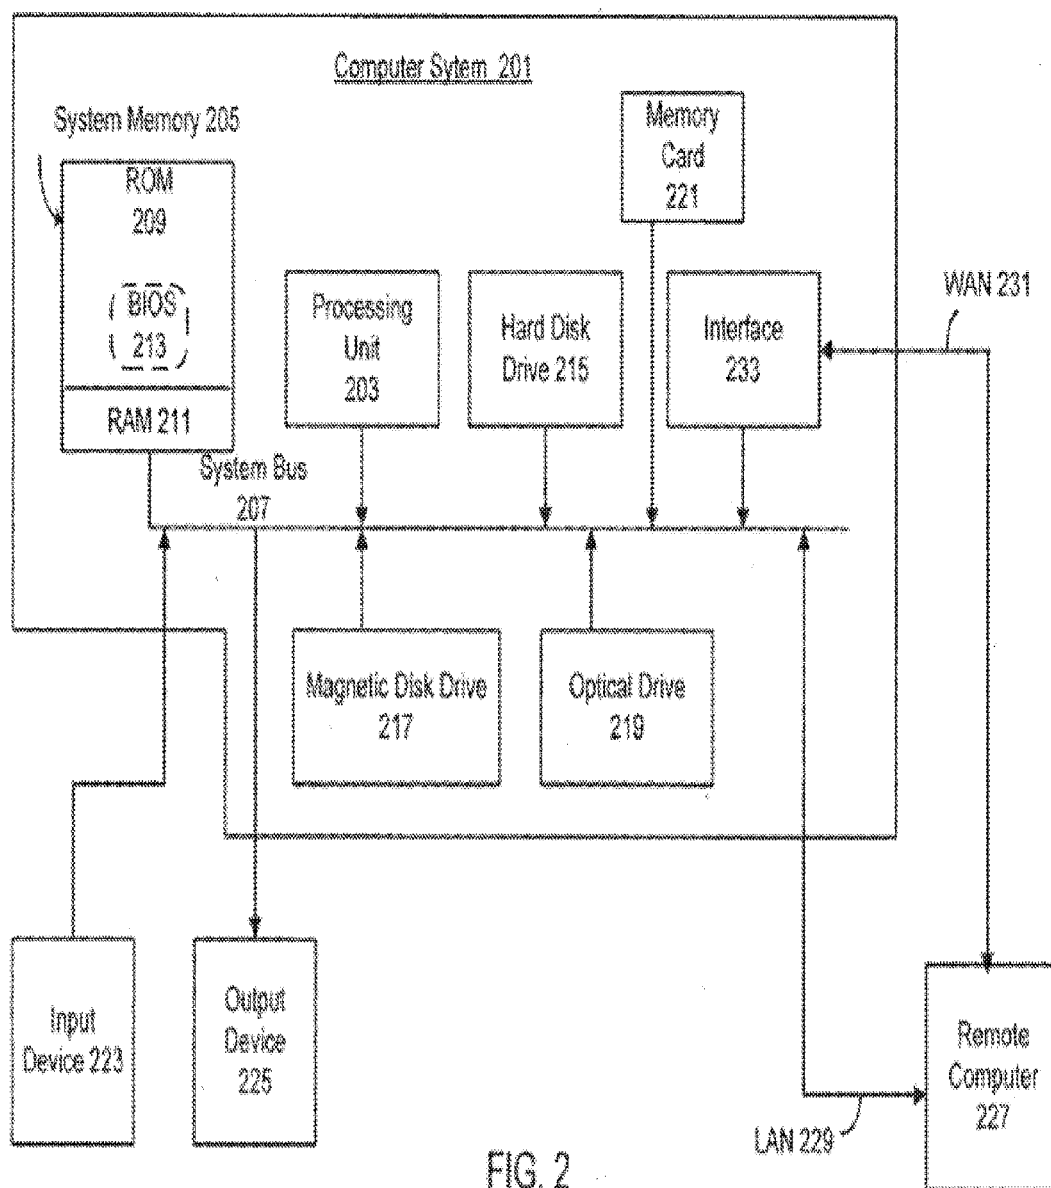 Computer Sytem 201
System Memory 205
ROM
209
BIOS
213
RAM 211
Memory
Card
221
Processing
Unit
203
Hard Disk
Drive 215
Interface
233
WAN 231
System Bus
207
Magnetic Disk Drive
217
Optical Drive
219
Input
Device 223
Output
Device
225
Remote
Computer
227
LAN 229
FIG. 2